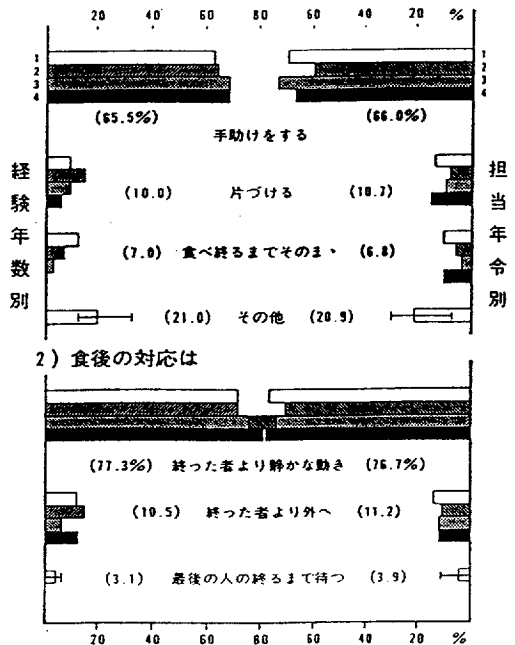 20 40 60 80 60 40 20 %
1 1
2 2
3 3
4 4
(65.5%) (66.0%)
手助けをする
経験年数別
担当年令別
(10.0) 片づける (10.7)
(7.0) 食べ終るまでそのまゝ (6.8)
(21.0) その他 (20.9)
2) 食後の対応は
(77.3%) 終った者より静かな動き (76.7%)
(10.5) 終った者より外へ (11.2)
(3.1) 最後の人の終るまで待つ (3.9)
20 40 60 80 60 40 20 %